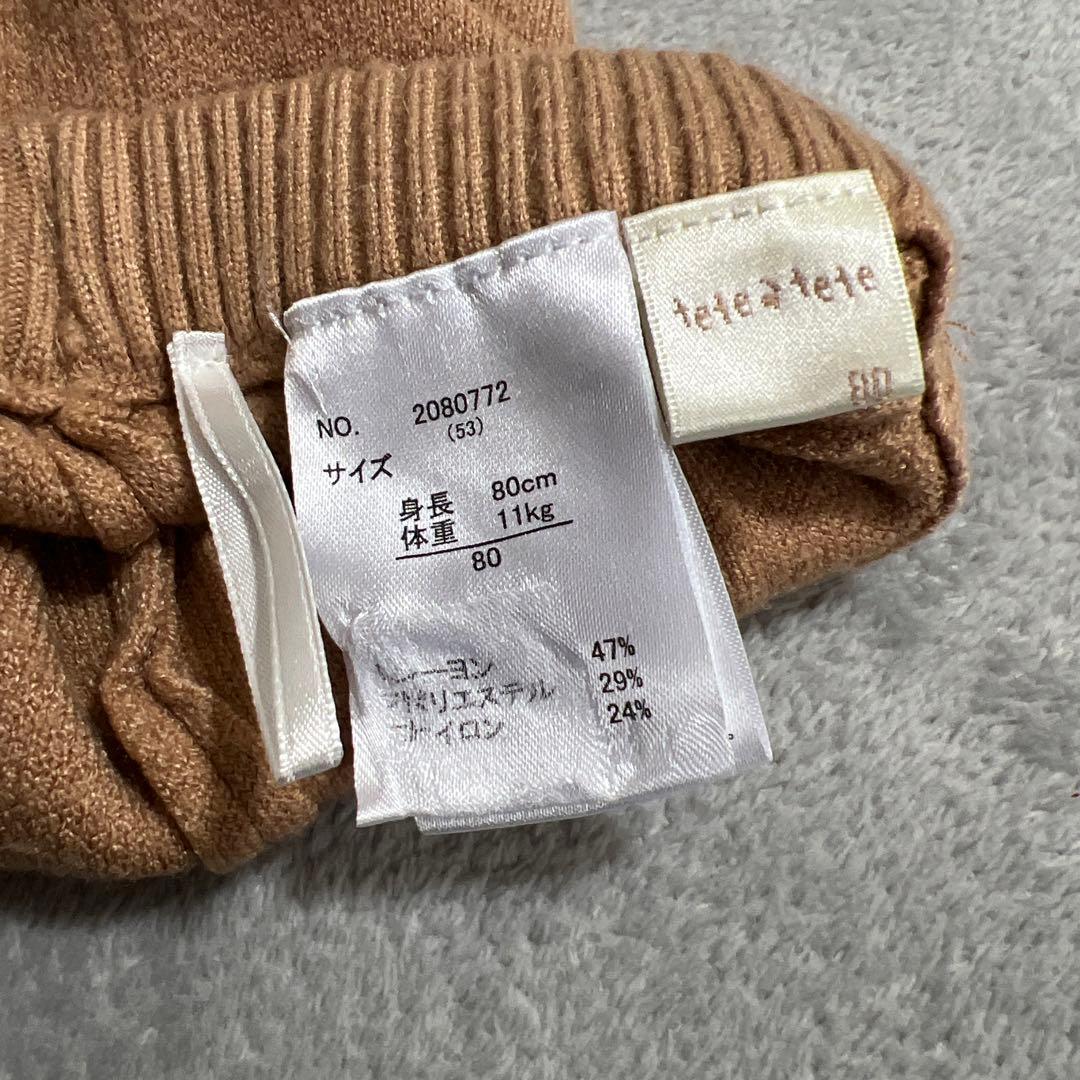 NO. 2080772
(53)
サイズ
身長 80cm
体重 11kg
80
レーヨン 47%
ポリエステル 29%
ナイロン 24%
tete a tete
80